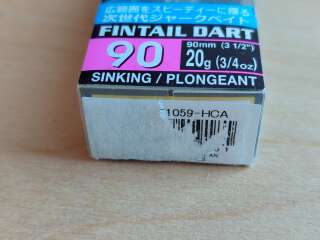 広範囲をスピーディーに探る
次世代ジャークベイト
FINTAIL DART
90
90mm (3 1/2")
20g (3/4oz)
SINKING / PLONGEANT
1059-HCA
AN